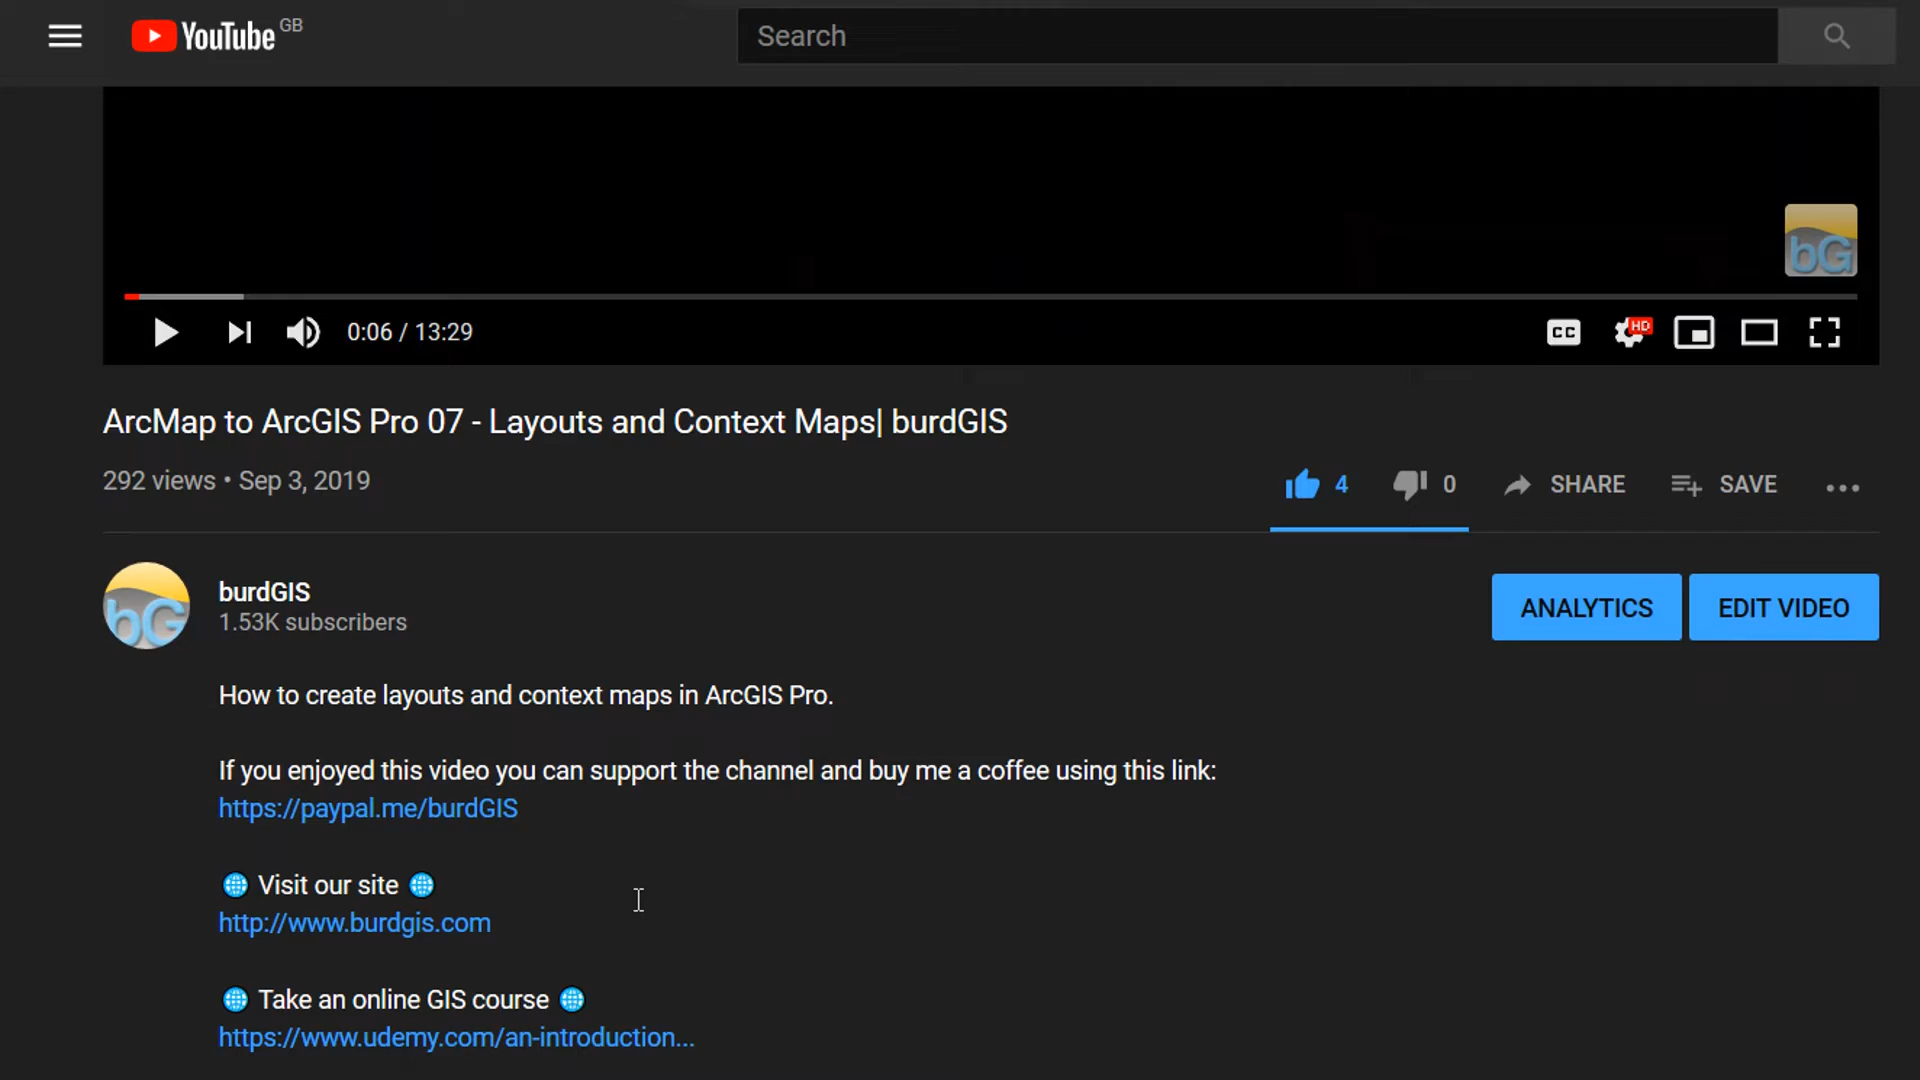 YouTube GB
Search
bG
0:06 / 13:29
CC
HD
ArcMap to ArcGIS Pro 07 - Layouts and Context Maps| burdGIS
292 views • Sep 3, 2019
4
0
SHARE
SAVE
bG
burdGIS
1.53K subscribers
ANALYTICS
EDIT VIDEO
How to create layouts and context maps in ArcGIS Pro.
If you enjoyed this video you can support the channel and buy me a coffee using this link:
https://paypal.me/burdGIS
🌐 Visit our site 🌐
http://www.burdgis.com
🌐 Take an online GIS course 🌐
https://www.udemy.com/an-introduction...